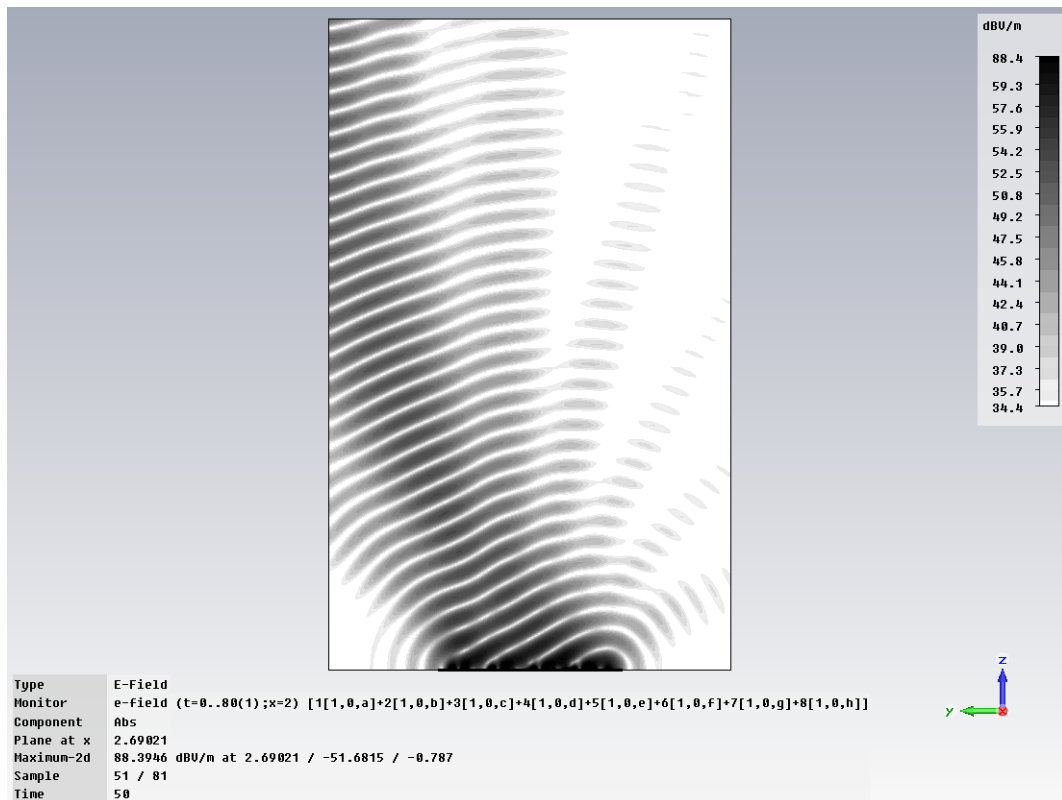 dBV/m
88.4
59.3
57.6
55.9
54.2
52.5
50.8
49.2
47.5
45.8
44.1
42.4
40.7
39.0
37.3
35.7
34.4
z
y
x
Type E-Field
Monitor e-field (t=0..80(1);x=2) [1[1,0,a]+2[1,0,b]+3[1,0,c]+4[1,0,d]+5[1,0,e]+6[1,0,f]+7[1,0,g]+8[1,0,h]]
Component Abs
Plane at x 2.69021
Maximum-2d 88.3946 dBV/m at 2.69021 / -51.6815 / -0.787
Sample 51 / 81
Time 50